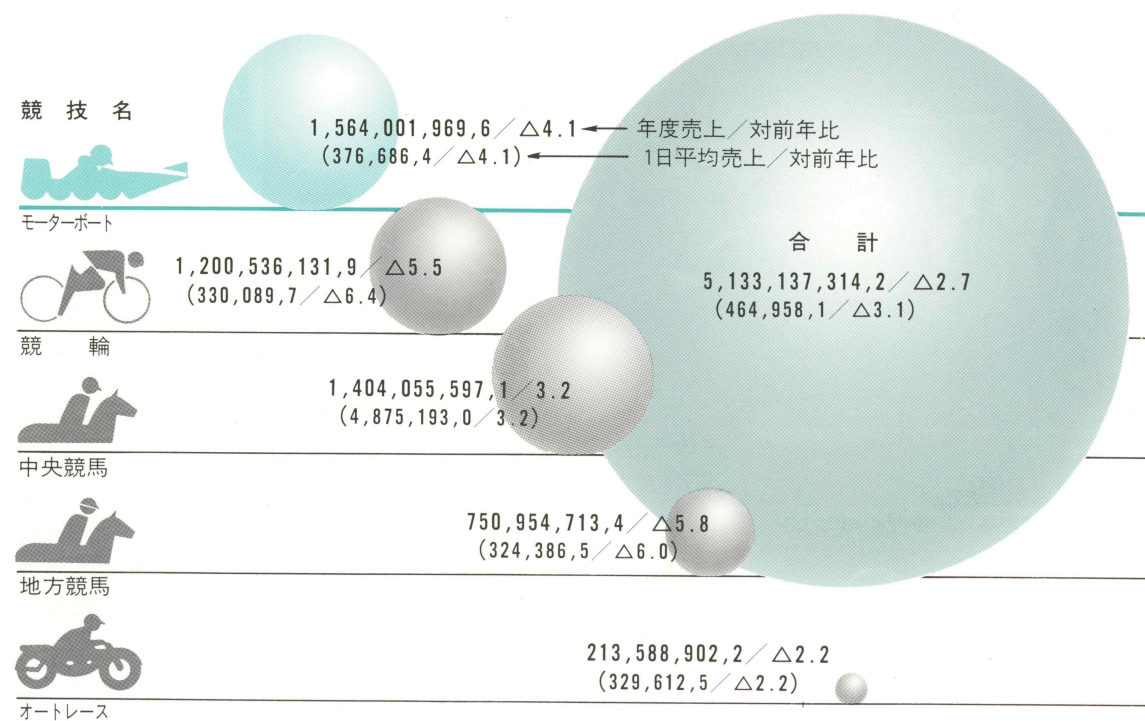 競技名
1,564,001,969,6／△4.1 ← 年度売上／対前年比
(376,686,4／△4.1) ← 1日平均売上／対前年比
モーターボート
合計
5,133,137,314,2／△2.7
(464,958,1／△3.1)
1,200,536,131,9／△5.5
(330,089,7／△6.4)
競輪
1,404,055,597,1／3.2
(4,875,193,0／3.2)
中央競馬
750,954,713,4／△5.8
(324,386,5／△6.0)
地方競馬
213,588,902,2／△2.2
(329,612,5／△2.2)
オートレース